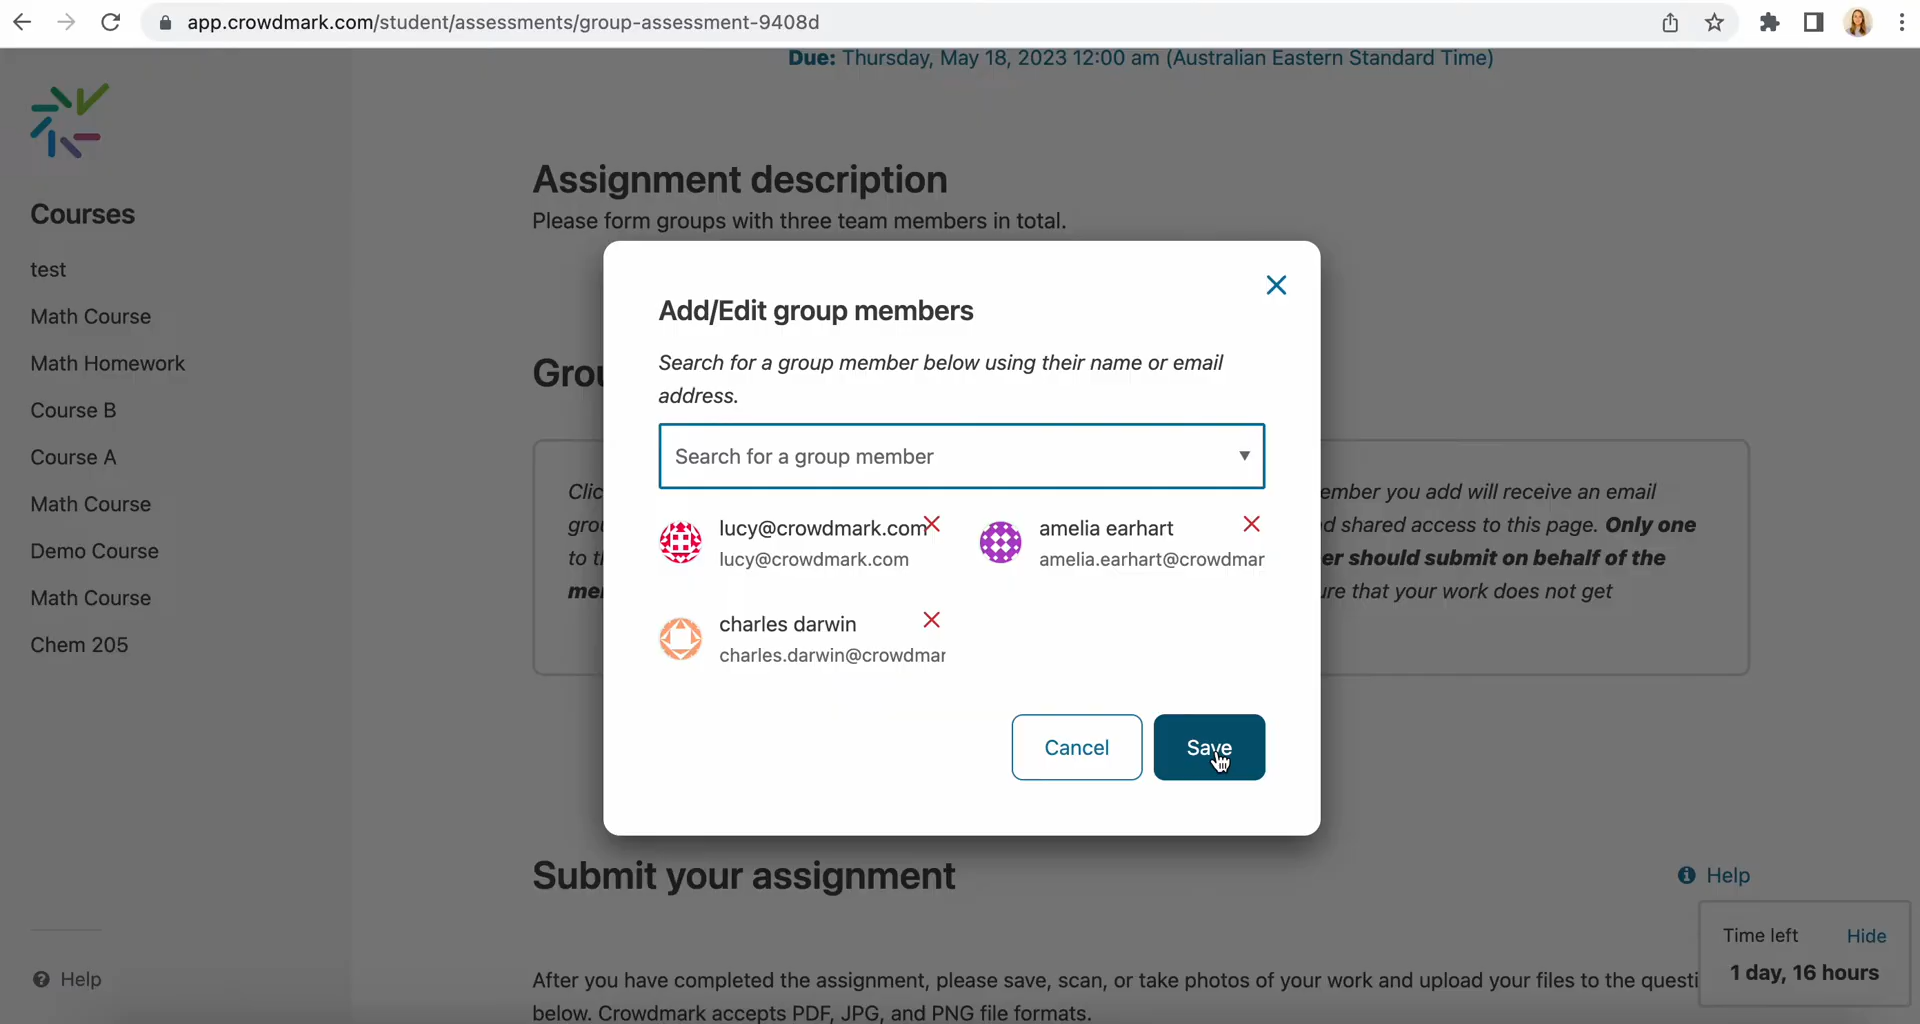 app.crowdmark.com/student/assessments/group-assessment-9408d
Due: Thursday, May 18, 2023 12:00 am (Australian Eastern Standard Time)
Courses
test
Math Course
Math Homework
Course B
Course A
Math Course
Demo Course
Math Course
Chem 205
Help
Assignment description
Please form groups with three team members in total.
Add/Edit group members
Search for a group member below using their name or email
address.
Search for a group member
lucy@crowdmark.com
lucy@crowdmark.com
amelia earhart
amelia.earhart@crowdmar
charles darwin
charles.darwin@crowdmar
Cancel
Save
ember you add will receive an email
d shared access to this page. Only one
er should submit on behalf of the
re that your work does not get
Submit your assignment
Help
Time left
Hide
1 day, 16 hours
After you have completed the assignment, please save, scan, or take photos of your work and upload your files to the questi
below. Crowdmark accepts PDF, JPG, and PNG file formats.